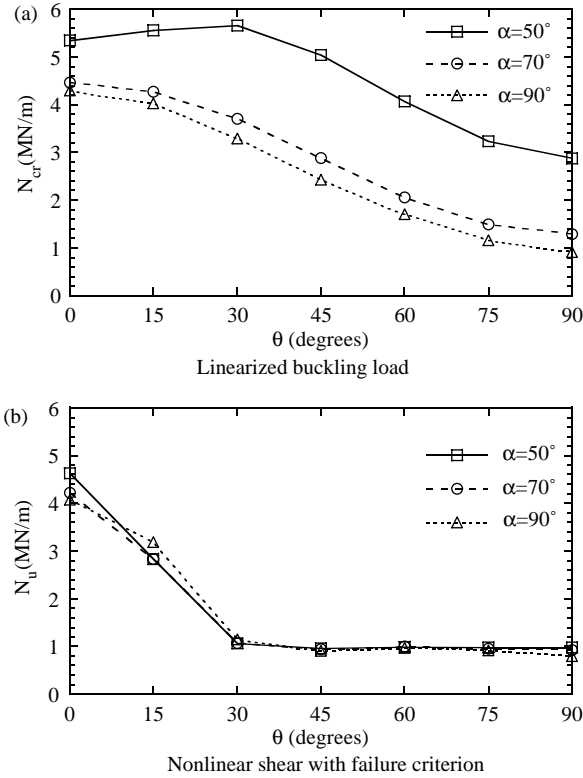 (a)
6
5
4
3
2
1
0
N_cr(MN/m)
α=50°
α=70°
α=90°
0 15 30 45 60 75 90
θ (degrees)
Linearized buckling load
(b)
6
5
4
3
2
1
0
N_u(MN/m)
α=50°
α=70°
α=90°
0 15 30 45 60 75 90
θ (degrees)
Nonlinear shear with failure criterion